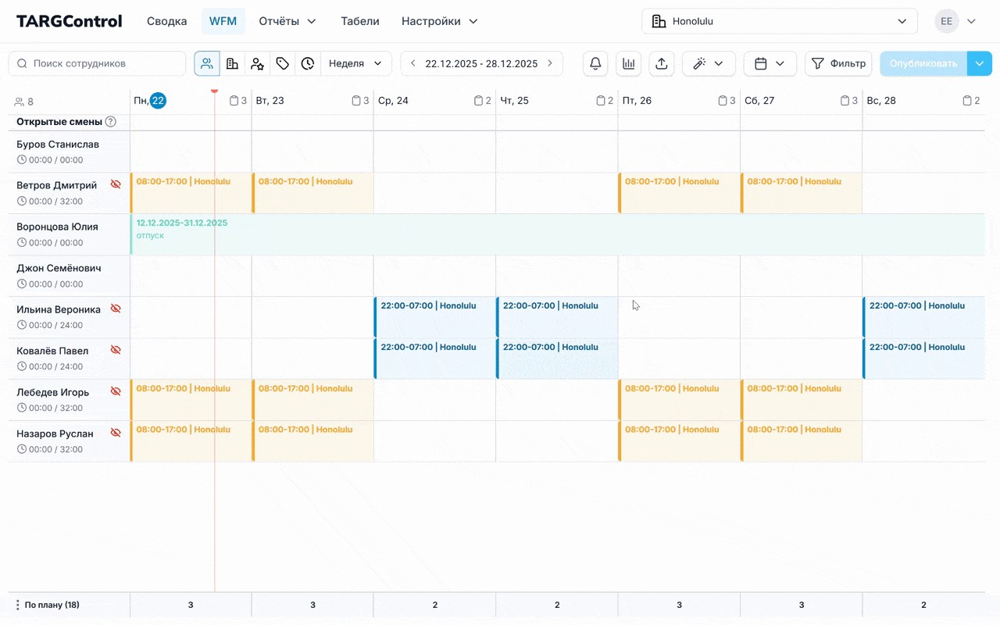 TARGControl Сводка WFM Отчёты Табели Настройки Honolulu EE
Поиск сотрудников Неделя 22.12.2025 - 28.12.2025 Фильтр Опубликовать
8 Пн, 22 3 Вт, 23 3 Ср, 24 2 Чт, 25 2 Пт, 26 3 Сб, 27 3 Вс, 28 2
Открытые смены ?
Буров Станислав
00:00 / 00:00
Ветров Дмитрий 08:00-17:00 | Honolulu 08:00-17:00 | Honolulu 08:00-17:00 | Honolulu 08:00-17:00 | Honolulu
00:00 / 32:00
Воронцова Юлия 12.12.2025-31.12.2025
00:00 / 00:00 отпуск
Джон Семёнович
00:00 / 00:00
Ильина Вероника 22:00-07:00 | Honolulu 22:00-07:00 | Honolulu 22:00-07:00 | Honolulu
00:00 / 24:00
Ковалёв Павел 22:00-07:00 | Honolulu 22:00-07:00 | Honolulu 22:00-07:00 | Honolulu
00:00 / 24:00
Лебедев Игорь 08:00-17:00 | Honolulu 08:00-17:00 | Honolulu 08:00-17:00 | Honolulu 08:00-17:00 | Honolulu
00:00 / 32:00
Назаров Руслан 08:00-17:00 | Honolulu 08:00-17:00 | Honolulu 08:00-17:00 | Honolulu 08:00-17:00 | Honolulu
00:00 / 32:00
По плану (18) 3 3 2 2 3 3 2